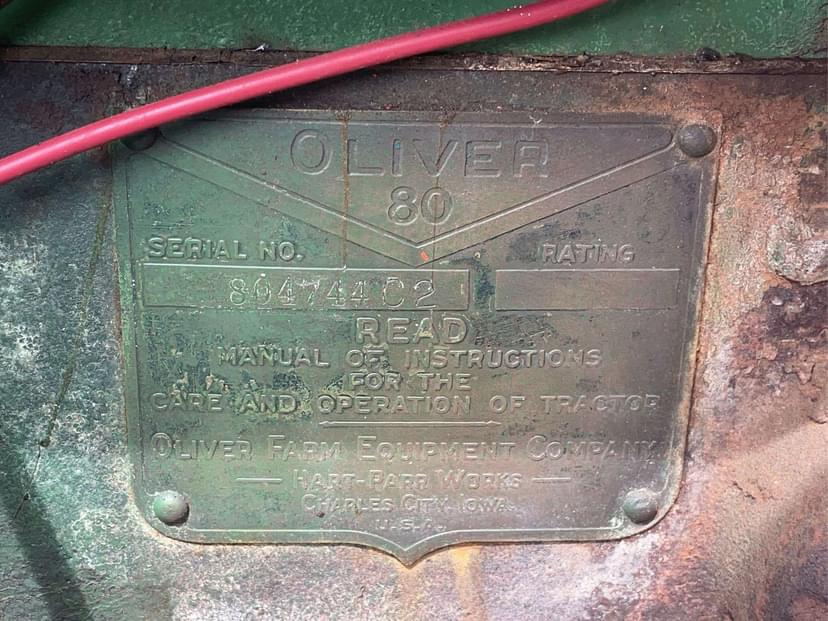 OLIVER
80
SERIAL NO. RATING
804744C2
READ
MANUAL OF INSTRUCTIONS
FOR THE
CARE AND OPERATION OF TRACTOR
OLIVER FARM EQUIPMENT COMPANY
HART-PARR WORKS
CHARLES CITY, IOWA
U.S.A.